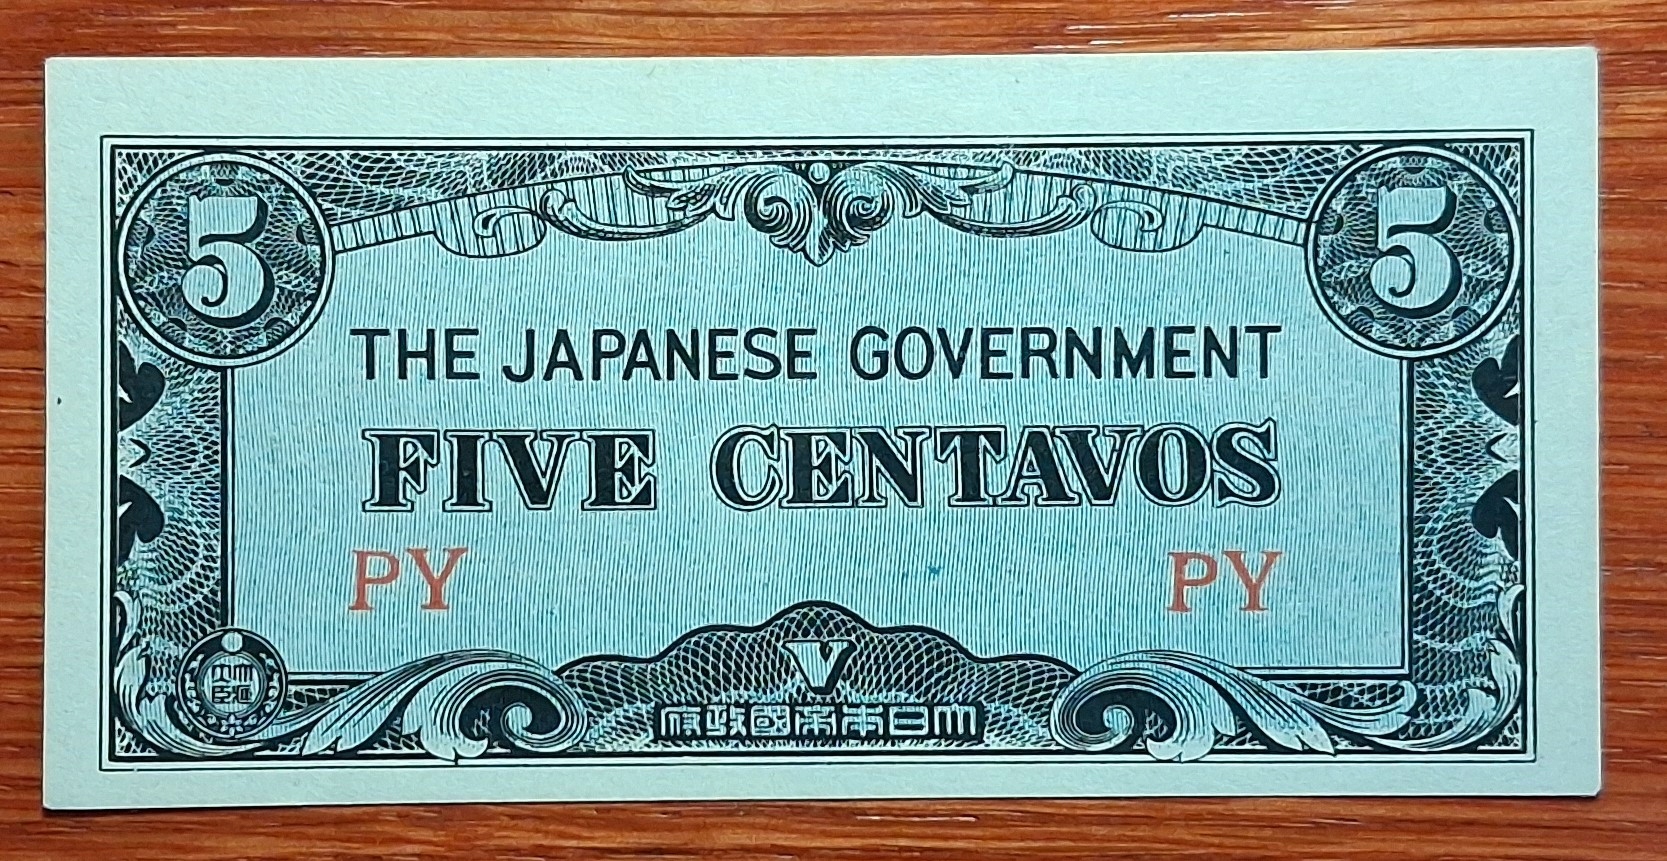 5 5
THE JAPANESE GOVERNMENT
FIVE CENTAVOS
PY PY
V
府政國帝本日大